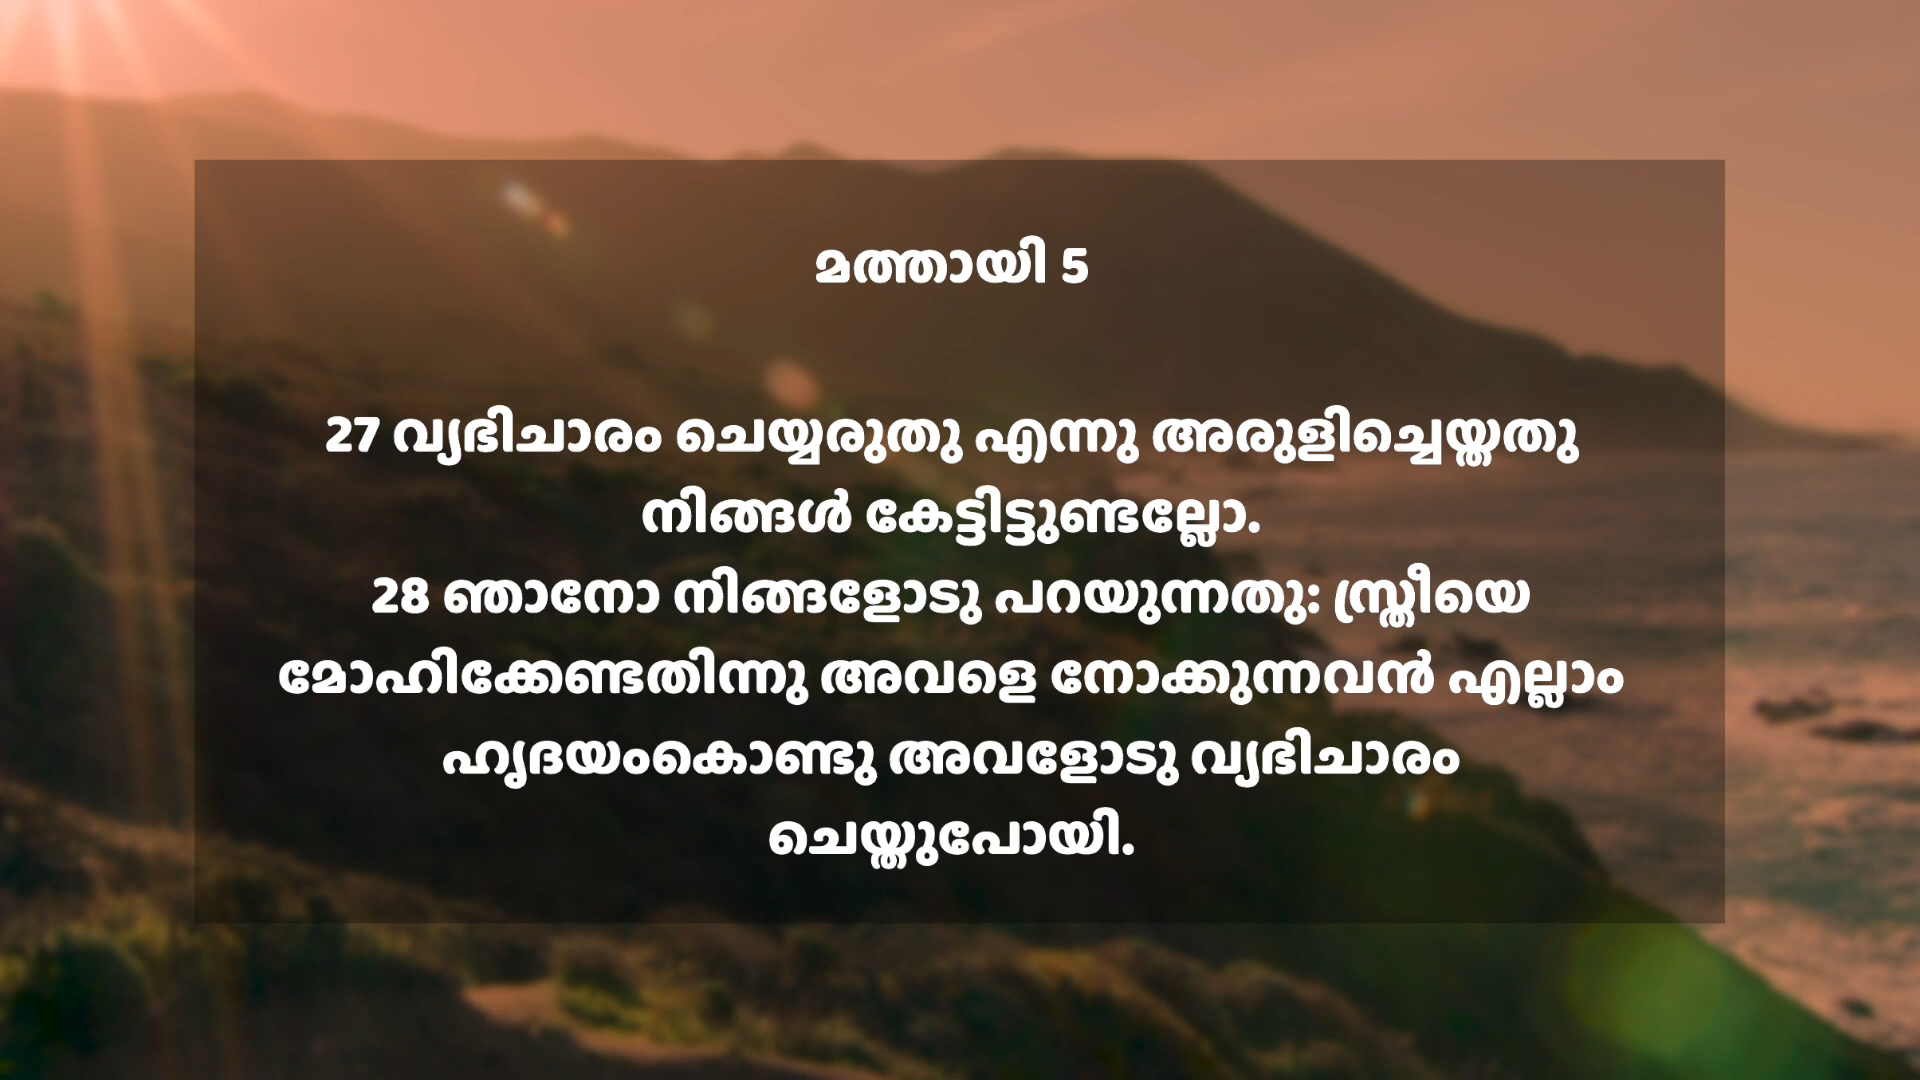 മത്തായി 5
27 വ്യഭിചാരം ചെയ്യരുതു എന്നു അരുളിച്ചെയ്തതു
നിങ്ങൾ കേട്ടിട്ടുണ്ടല്ലോ.
28 ഞാനോ നിങ്ങളോടു പറയുന്നതു: സ്ത്രീയെ
മോഹിക്കേണ്ടതിന്നു അവളെ നോക്കുന്നവൻ എല്ലാം
ഹൃദയംകൊണ്ടു അവളോടു വ്യഭിചാരം
ചെയ്തുപോയി.